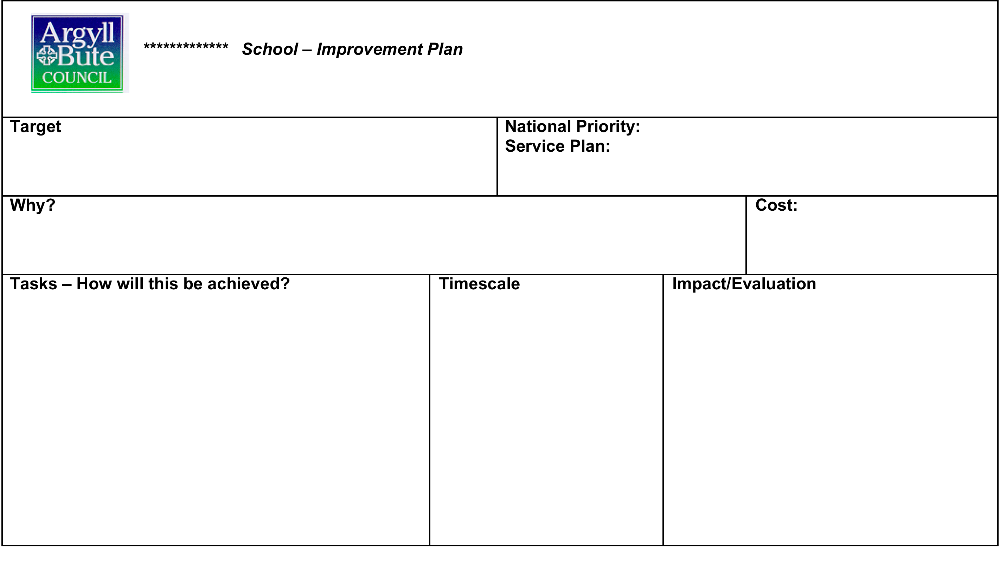 Argyll
Bute
COUNCIL
************* School – Improvement Plan
Target
National Priority:
Service Plan:
Why?
Cost:
Tasks – How will this be achieved?
Timescale
Impact/Evaluation